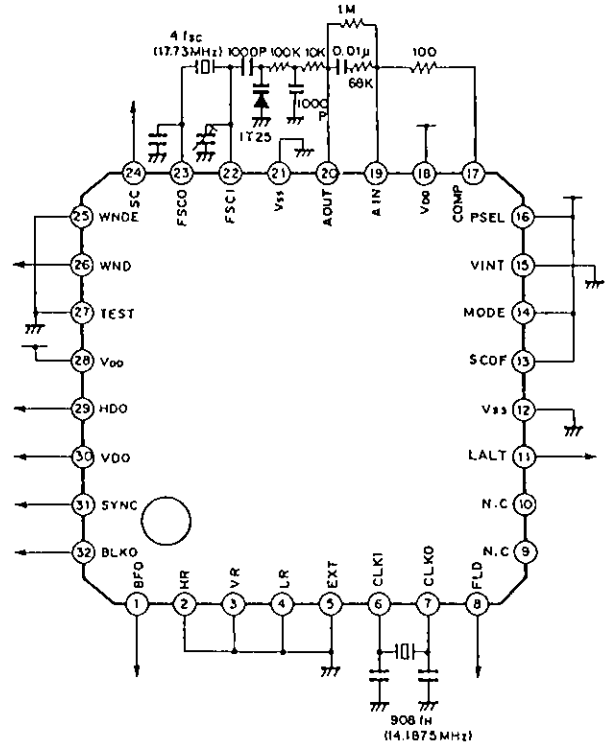 1M
4 fsc
(17.73MHz)
1000P
100K
10K
0.01μ
68K
100
1000
P
1T25
24
23
22
21
20
19
18
17
SC
FSCO
FSCI
Vss
AOUT
AIN
VDD
COMP
25
WNDE
26
WND
27
TEST
28
VDD
29
HDO
30
VDO
31
SYNC
32
BLKO
PSEL
16
VINT
15
MODE
14
SCOF
13
Vss
12
LALT
11
N.C
10
N.C
9
BFO
HR
VR
LR
EXT
CLKI
CLKO
FLD
1
2
3
4
5
6
7
8
908 fH
(14.1875MHz)